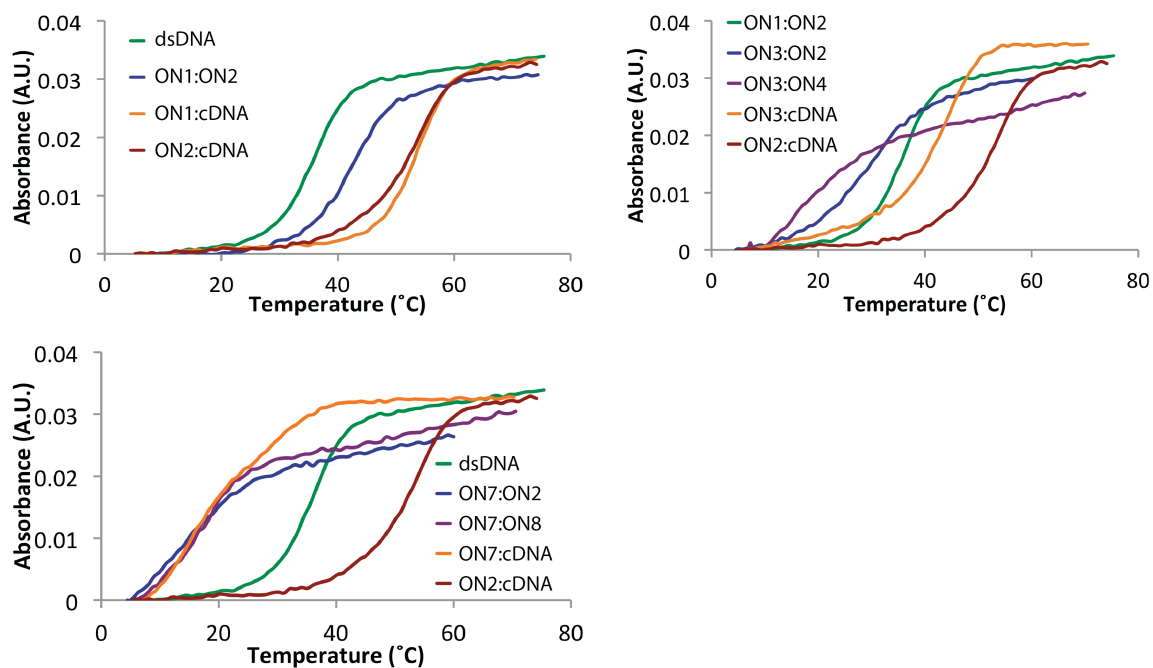 Absorbance (A.U.)
0.04
0.03
0.02
0.01
0
0
20
40
60
80
Temperature (˚C)
dsDNA
ON1:ON2
ON1:cDNA
ON2:cDNA
Absorbance (A.U.)
0.04
0.03
0.02
0.01
0
0
20
40
60
80
Temperature (˚C)
ON1:ON2
ON3:ON2
ON3:ON4
ON3:cDNA
ON2:cDNA
Absorbance (A.U.)
0.04
0.03
0.02
0.01
0
0
20
40
60
80
Temperature (˚C)
dsDNA
ON7:ON2
ON7:ON8
ON7:cDNA
ON2:cDNA